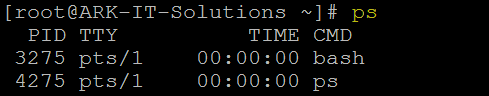 [root@ARK-IT-Solutions ~]# ps
  PID TTY          TIME CMD
 3275 pts/1    00:00:00 bash
 4275 pts/1    00:00:00 ps